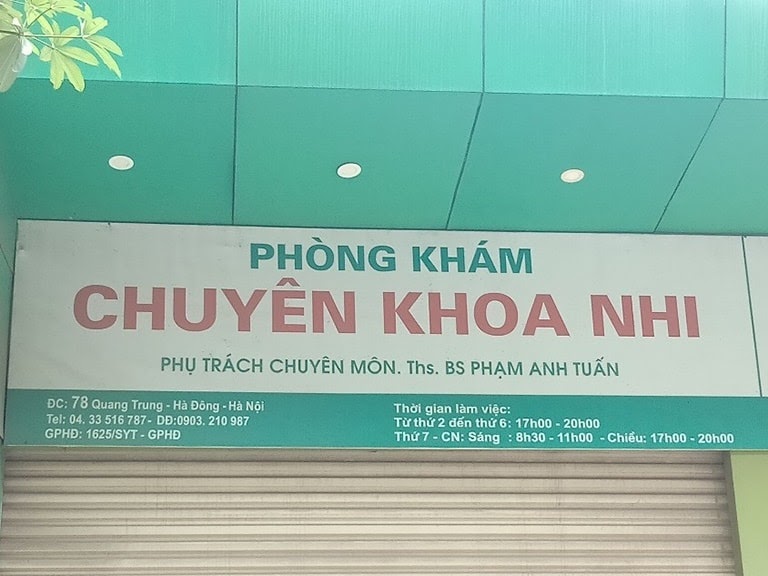 PHÒNG KHÁM
CHUYÊN KHOA NHI
PHỤ TRÁCH CHUYÊN MÔN. Ths. BS PHẠM ANH TUẤN
ĐC: 78 Quang Trung - Hà Đông - Hà Nội
Tel: 04. 33 516 787- DĐ:0903. 210 987
GPHĐ: 1625/SYT - GPHĐ
Thời gian làm việc:
Từ thứ 2 đến thứ 6: 17h00 - 20h00
Thứ 7 - CN: Sáng : 8h30 - 11h00 - Chiều: 17h00 - 20h00